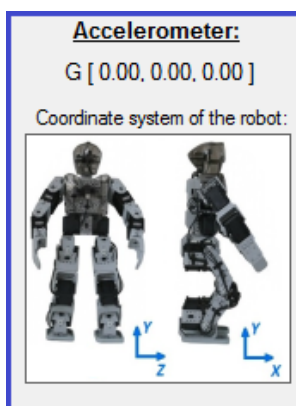 Accelerometer:
G [ 0.00, 0.00, 0.00 ]
Coordinate system of the robot:
Y
Z
Y
X